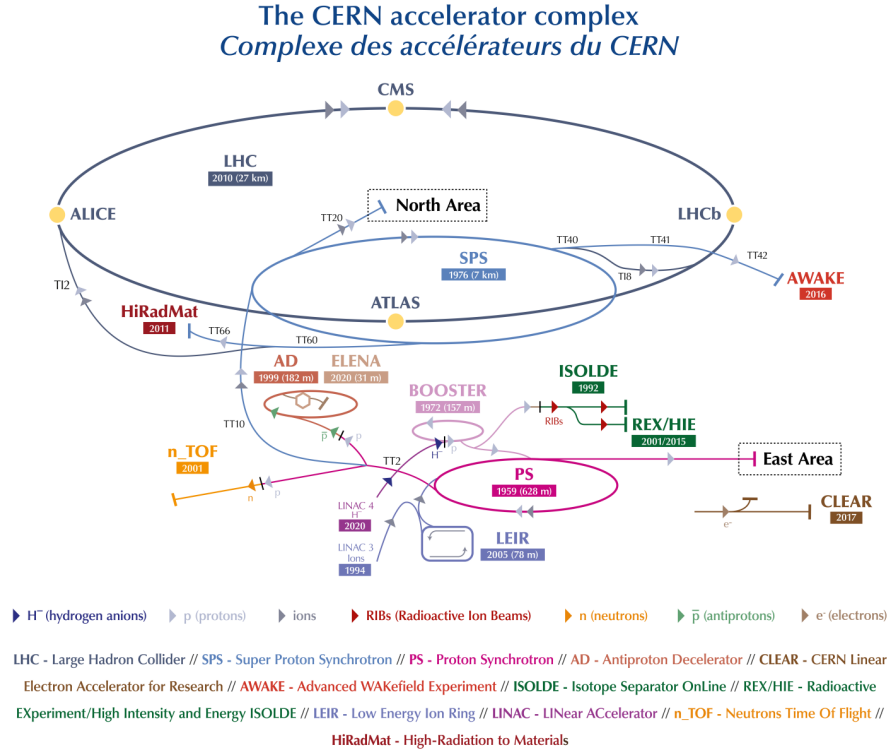 The CERN accelerator complex
Complexe des accélérateurs du CERN
CMS
LHC
2010 (27 km)
ALICE
TT20
North Area
LHCb
SPS
1976 (7 km)
TT40
TT41
TT42
TI8
AWAKE
2016
TI2
HiRadMat
2011
TT66
TT60
ATLAS
AD
1999 (182 m)
ELENA
2020 (31 m)
ISOLDE
1992
BOOSTER
1972 (157 m)
RIBs
REX/HIE
2001/2015
TT10
p̅
p
H⁻
p
n_TOF
2001
TT2
East Area
PS
1959 (628 m)
n
p
LINAC 4
H⁻
2020
CLEAR
2017
e⁻
LINAC 3
Ions
1994
LEIR
2005 (78 m)
H⁻ (hydrogen anions)
p (protons)
ions
RIBs (Radioactive Ion Beams)
n (neutrons)
p̅ (antiprotons)
e⁻ (electrons)
LHC - Large Hadron Collider // SPS - Super Proton Synchrotron // PS - Proton Synchrotron // AD - Antiproton Decelerator // CLEAR - CERN Linear
Electron Accelerator for Research // AWAKE - Advanced WAKefield Experiment // ISOLDE - Isotope Separator OnLine // REX/HIE - Radioactive
EXperiment/High Intensity and Energy ISOLDE // LEIR - Low Energy Ion Ring // LINAC - LINear ACcelerator // n_TOF - Neutrons Time Of Flight //
HiRadMat - High-Radiation to Materials